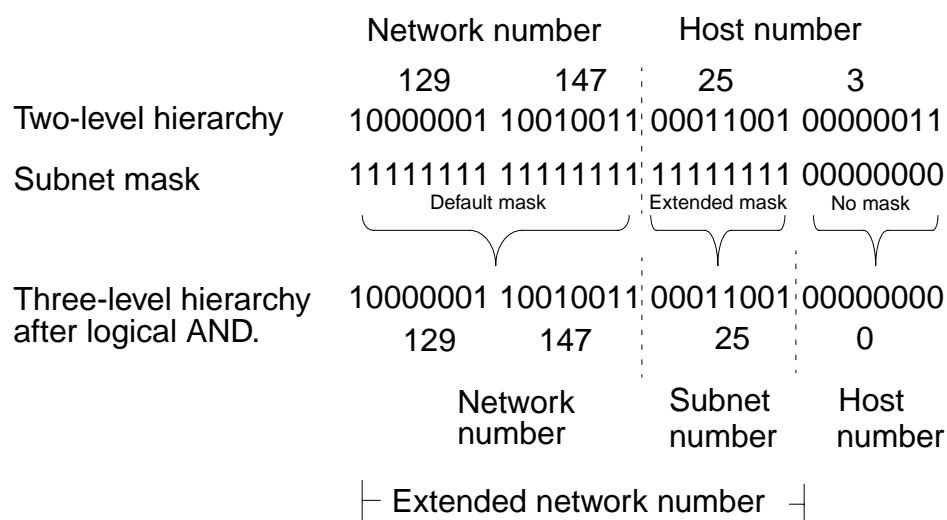 Network number Host number
129 147 25 3
Two-level hierarchy 10000001 10010011 00011001 00000011
Subnet mask 11111111 11111111 11111111 00000000
Default mask Extended mask No mask
Three-level hierarchy 10000001 10010011 00011001 00000000
after logical AND.
129 147 25 0
Network Subnet Host
number number number
Extended network number